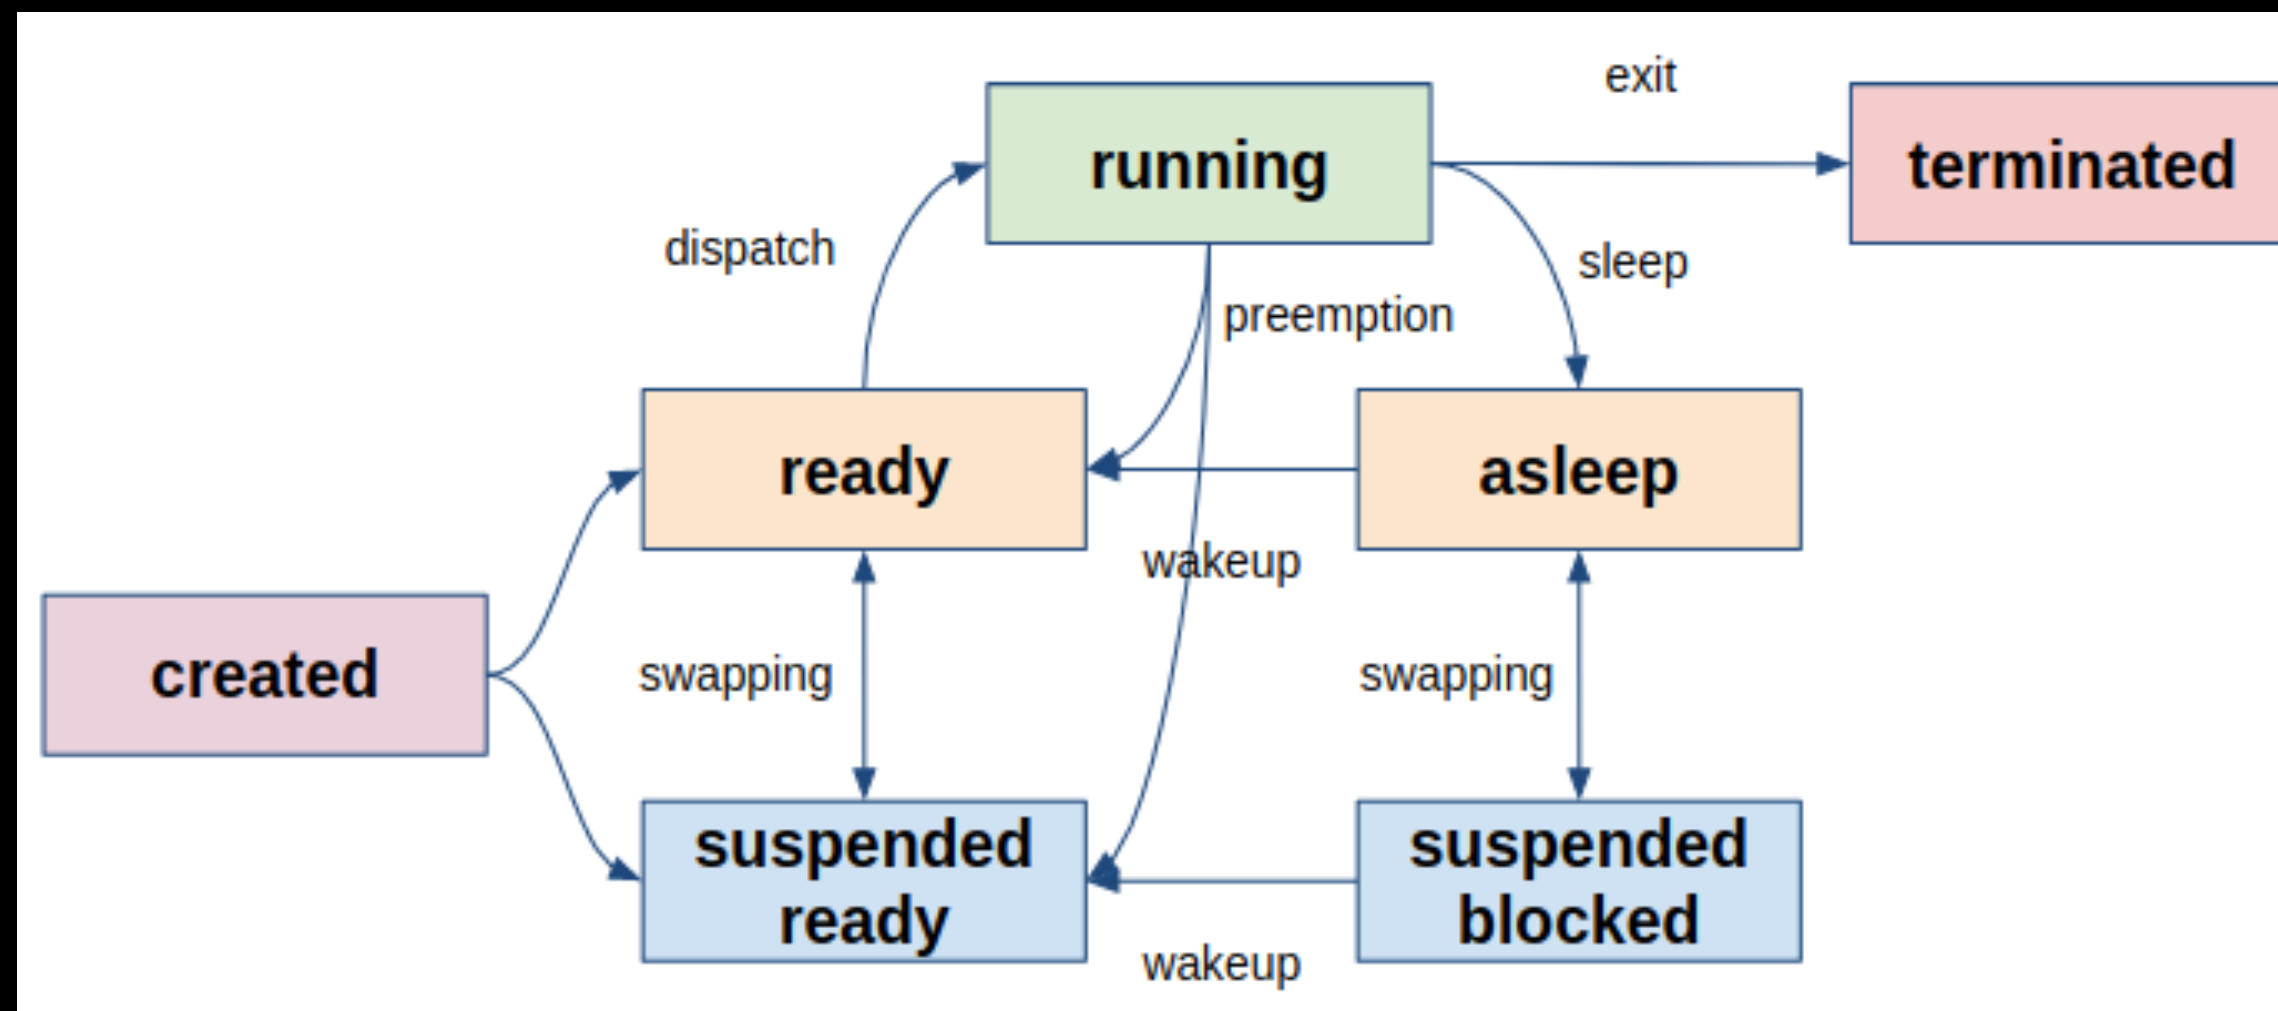 exit
running
terminated
dispatch
sleep
preemption
ready
asleep
wakeup
created
swapping
swapping
suspended
ready
suspended
blocked
wakeup